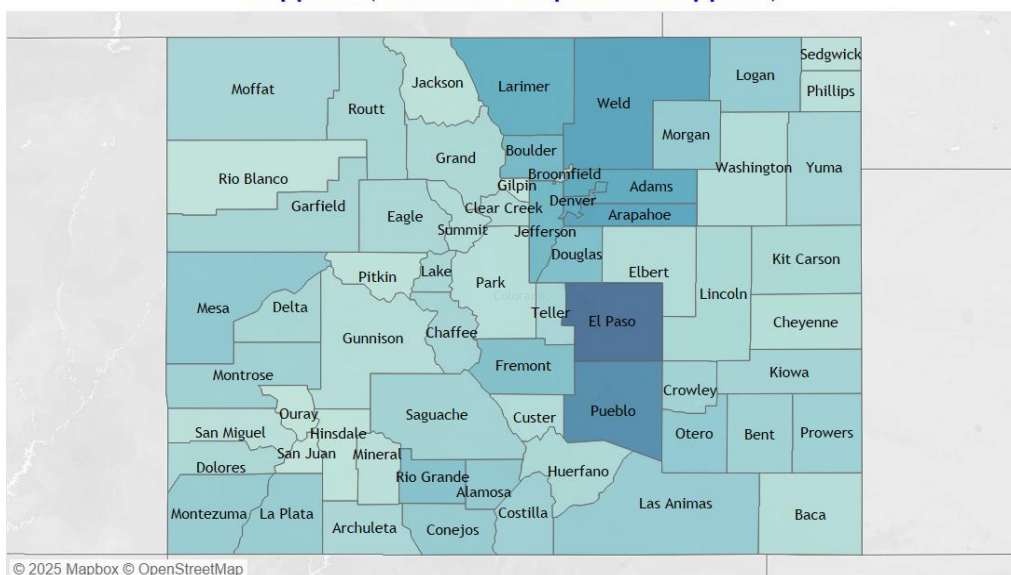 Sedgwick
Logan
Jackson
Larimer
Moffat
Weld
Phillips
Routt
Morgan
Boulder
Grand
Washington
Yuma
Broomfield
Rio Blanco
Gilpin
Adams
Garfield
Denver
Clear Creek
Eagle
Arapahoe
Summit
Jefferson
Douglas
Kit Carson
Elbert
Lake
Pitkin
Park
Lincoln
Colorado
Mesa
Delta
Teller
El Paso
Cheyenne
Chaffee
Gunnison
Fremont
Kiowa
Montrose
Crowley
Pueblo
Ouray
Saguache
Custer
San Miguel
Hinsdale
Otero
Bent
Prowers
San Juan
Mineral
Dolores
Rio Grande
Huerfano
Alamosa
Las Animas
Montezuma
La Plata
Costilla
Baca
Archuleta
Conejos
© 2025 Mapbox © OpenStreetMap